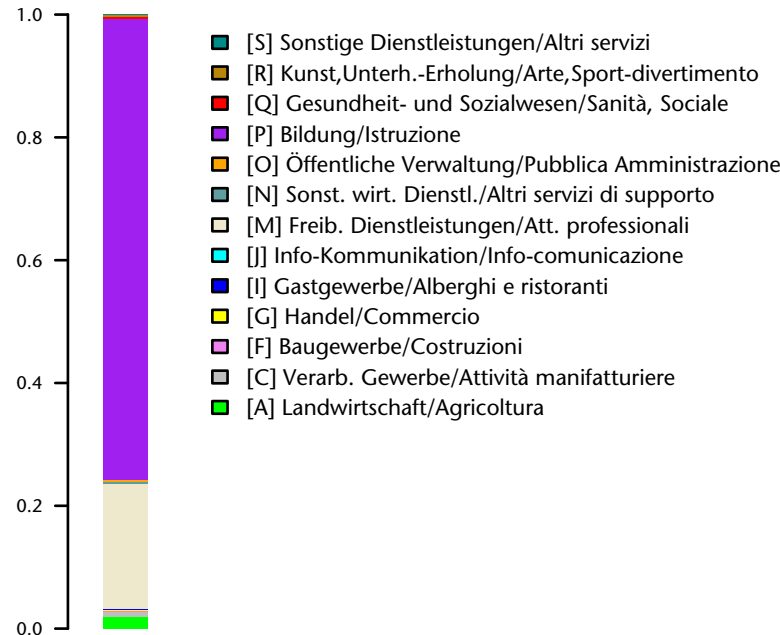 1.0
0.8
0.6
0.4
0.2
0.0
[S] Sonstige Dienstleistungen/Altri servizi
[R] Kunst,Unterh.-Erholung/Arte,Sport-divertimento
[Q] Gesundheit- und Sozialwesen/Sanità, Sociale
[P] Bildung/Istruzione
[O] Öffentliche Verwaltung/Pubblica Amministrazione
[N] Sonst. wirt. Dienstl./Altri servizi di supporto
[M] Freib. Dienstleistungen/Att. professionali
[J] Info-Kommunikation/Info-comunicazione
[I] Gastgewerbe/Alberghi e ristoranti
[G] Handel/Commercio
[F] Baugewerbe/Costruzioni
[C] Verarb. Gewerbe/Attività manifatturiere
[A] Landwirtschaft/Agricoltura